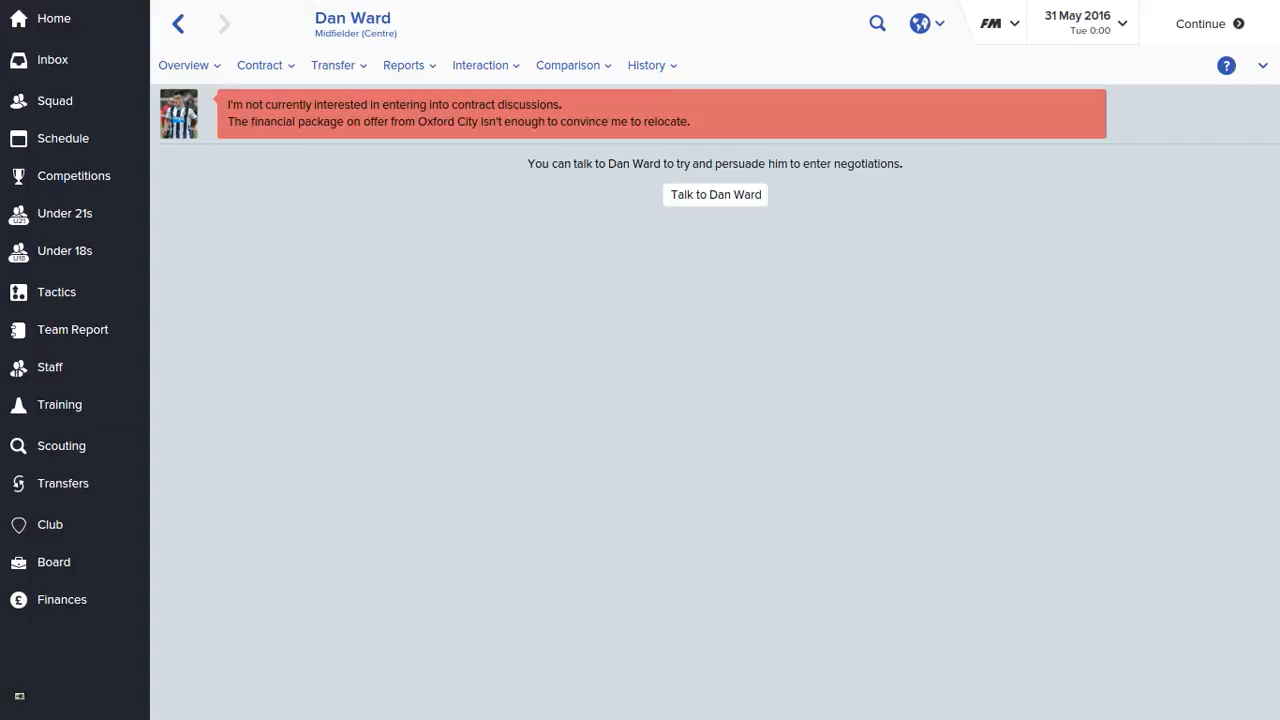 Home
Inbox
Squad
Schedule
Competitions
Under 21s
Under 18s
Tactics
Team Report
Staff
Training
Scouting
Transfers
Club
Board
Finances
Dan Ward
Midfielder (Centre)
FM
31 May 2016
Tue 0:00
Continue
Overview
Contract
Transfer
Reports
Interaction
Comparison
History
?
I'm not currently interested in entering into contract discussions.
The financial package on offer from Oxford City isn't enough to convince me to relocate.
You can talk to Dan Ward to try and persuade him to enter negotiations.
Talk to Dan Ward